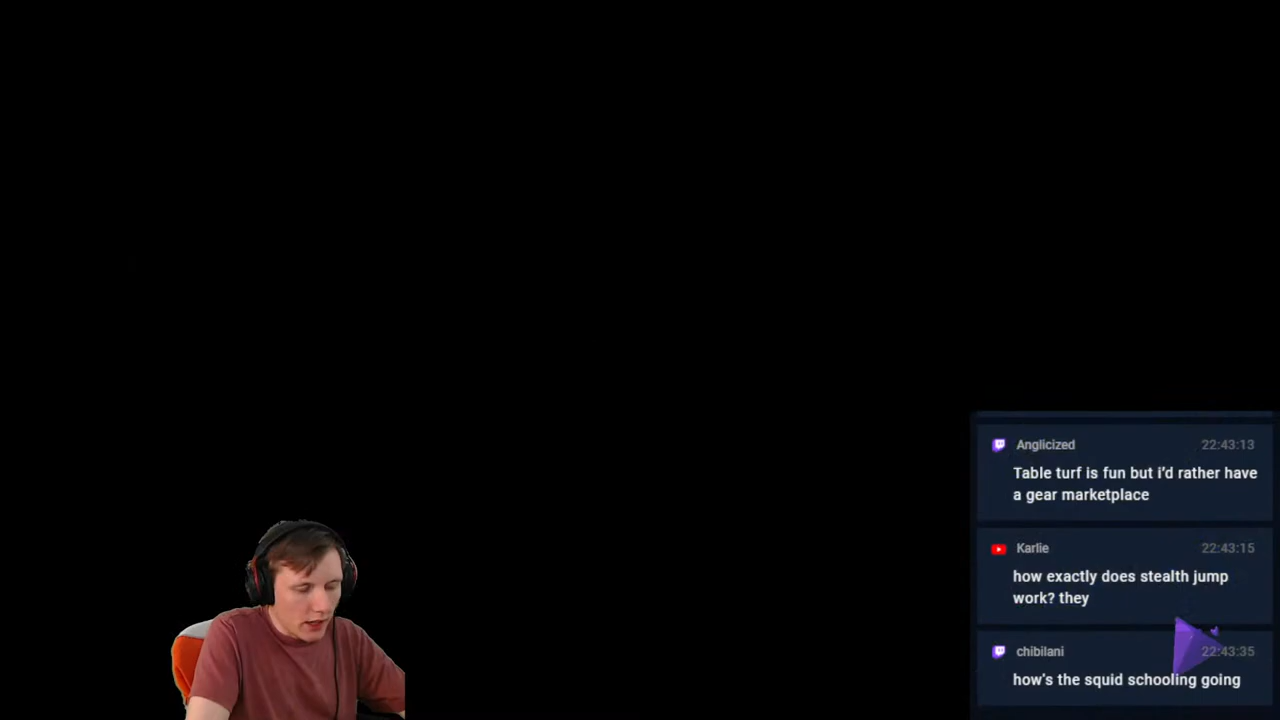 Anglicized 22:43:13
Table turf is fun but i'd rather have
a gear marketplace
Karlie 22:43:15
how exactly does stealth jump
work? they
chibilani 22:43:35
how's the squid schooling going